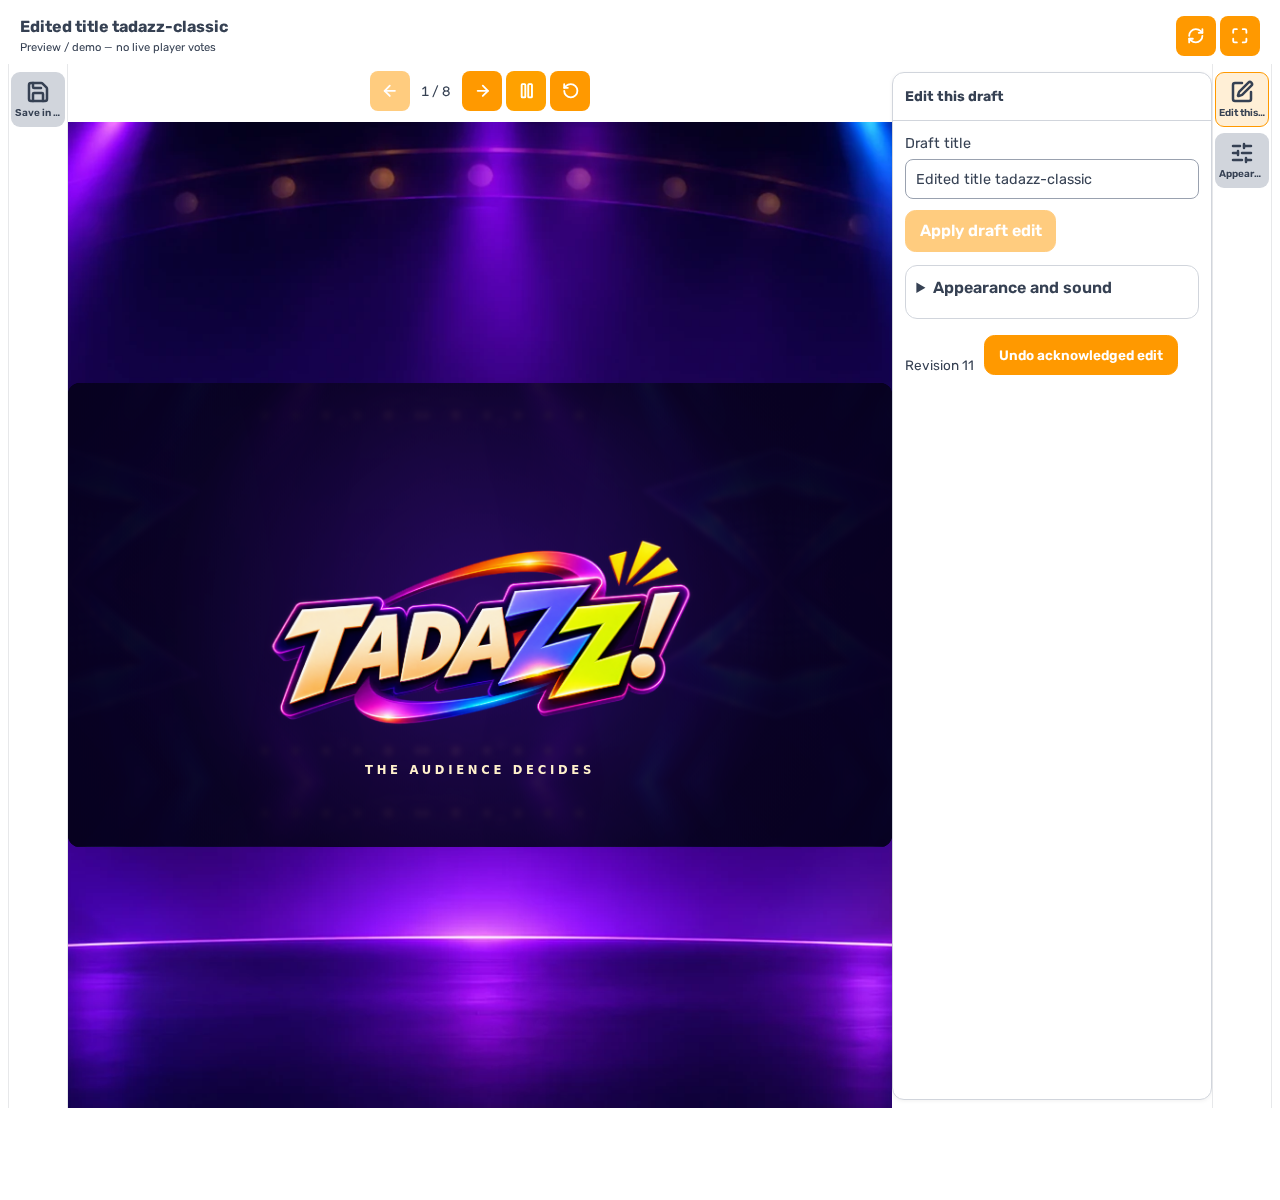 Edited title tadazz-classic
Preview / demo — no live player votes
Save in ...
1 / 8
Edit this draft
Draft title
Edited title tadazz-classic
Apply draft edit
Appearance and sound
Revision 11
Undo acknowledged edit
Edit this...
Appear...
TADAZZ!
THE AUDIENCE DECIDES